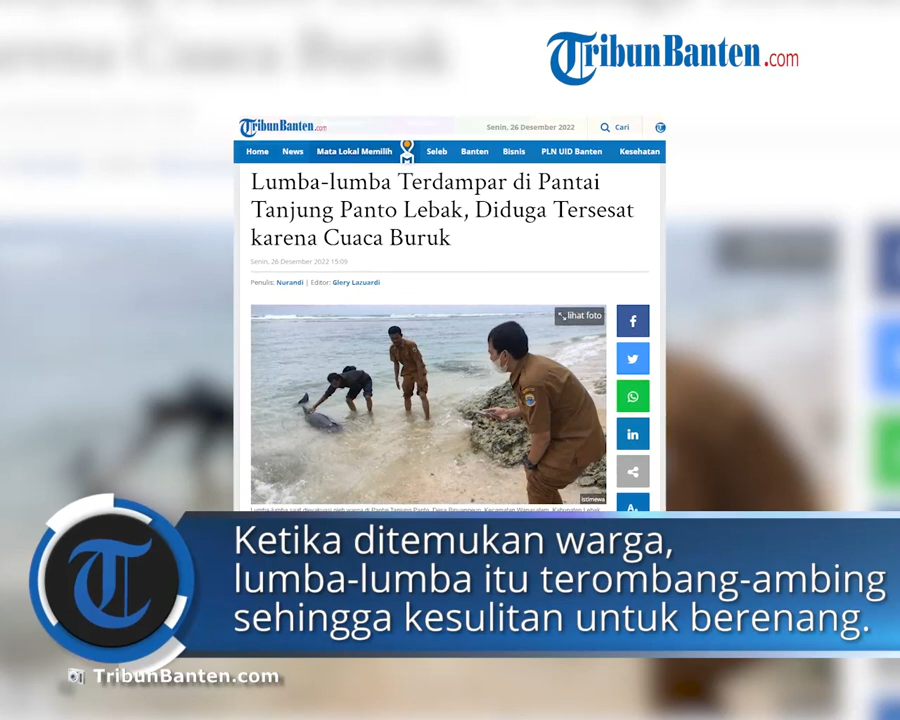 TribunBanten.com
TribunBanten.com
Senin, 26 Desember 2022
Cari
Home News Mata Lokal Memilih Seleb Banten Bisnis PLN UID Banten Kesehatan
Lumba-lumba Terdampar di Pantai
Tanjung Panto Lebak, Diduga Tersesat
karena Cuaca Buruk
Senin, 26 Desember 2022 15:09
Penulis: Nurandi | Editor: Glery Lazuardi
lihat foto
istimewa
Ketika ditemukan warga,
lumba-lumba itu terombang-ambing
sehingga kesulitan untuk berenang.
TribunBanten.com